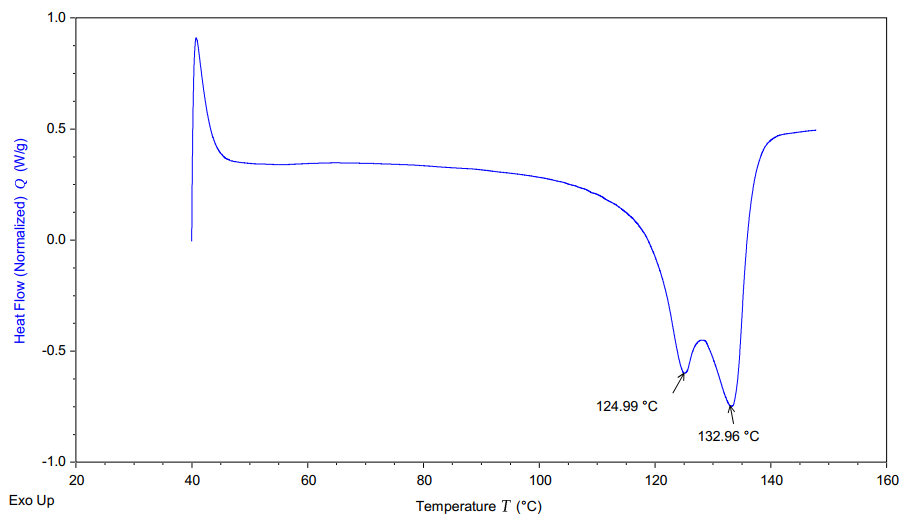 1.0
0.5
0.0
-0.5
-1.0
Heat Flow (Normalized) Q (W/g)
124.99 °C
132.96 °C
20 40 60 80 100 120 140 160
Exo Up
Temperature T (°C)